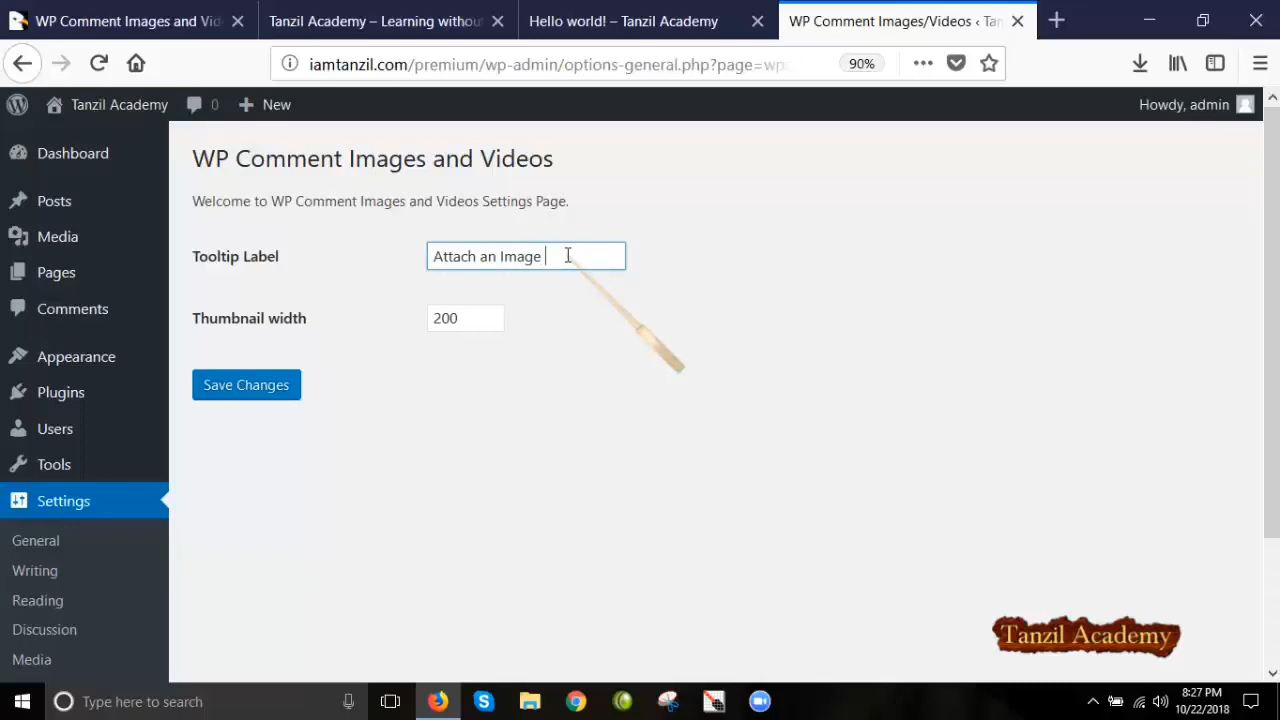 WP Comment Images and Vid
Tanzil Academy – Learning withou
Hello world! – Tanzil Academy
WP Comment Images/Videos ‹ Tan
iamtanzil.com/premium/wp-admin/options-general.php?page=wp
90%
Tanzil Academy
0
New
Howdy, admin
Dashboard
Posts
Media
Pages
Comments
Appearance
Plugins
Users
Tools
Settings
General
Writing
Reading
Discussion
Media
WP Comment Images and Videos
Welcome to WP Comment Images and Videos Settings Page.
Tooltip Label
Attach an Image
Thumbnail width
200
Save Changes
Tanzil Academy
Type here to search
8:27 PM
10/22/2018